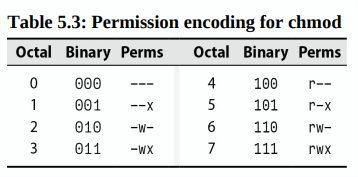 Table 5.3: Permission encoding for chmod
Octal Binary Perms Octal Binary Perms
0 000 --- 4 100 r--
1 001 --x 5 101 r-x
2 010 -w- 6 110 rw-
3 011 -wx 7 111 rwx